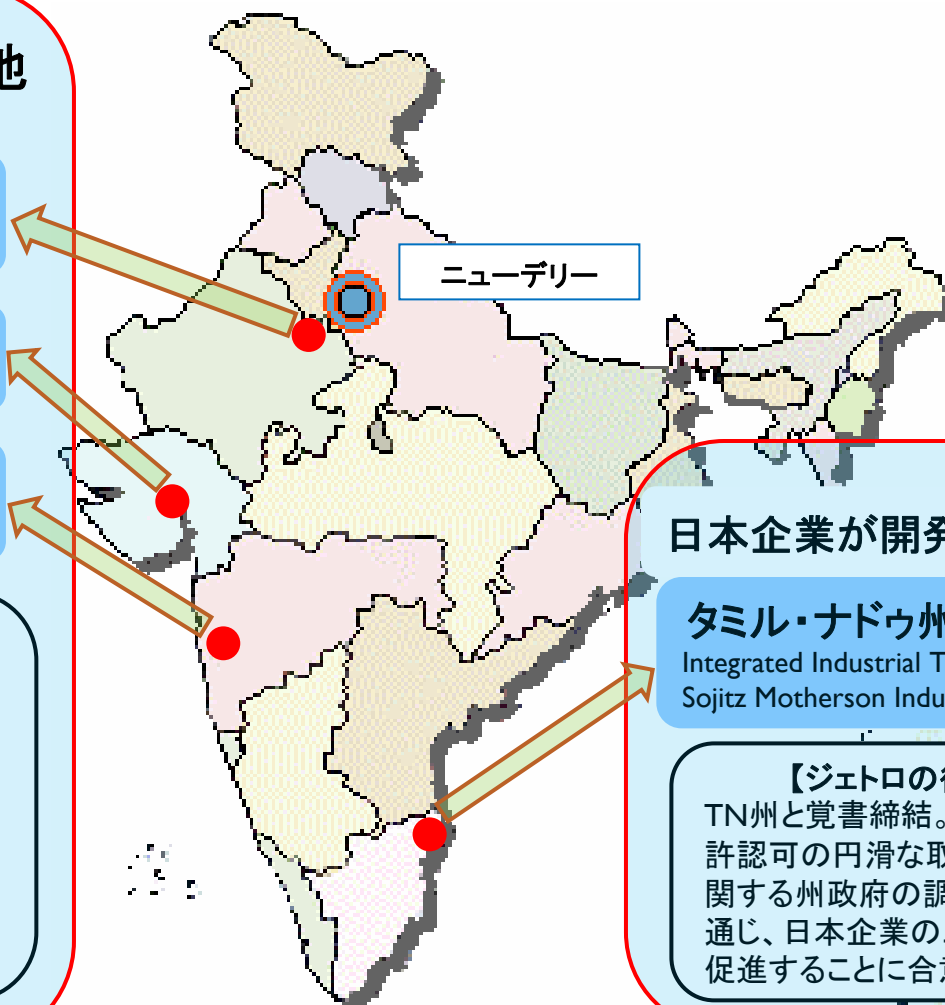 地
ニューデリー
日本企業が開発
タミル・ナドゥ州
Integrated Industrial T
Sojitz Motherson Indu
【ジェトロの
TN州と覚書締結。
許認可の円滑な取
関する州政府の調
通じ、日本企業の
促進することに合意